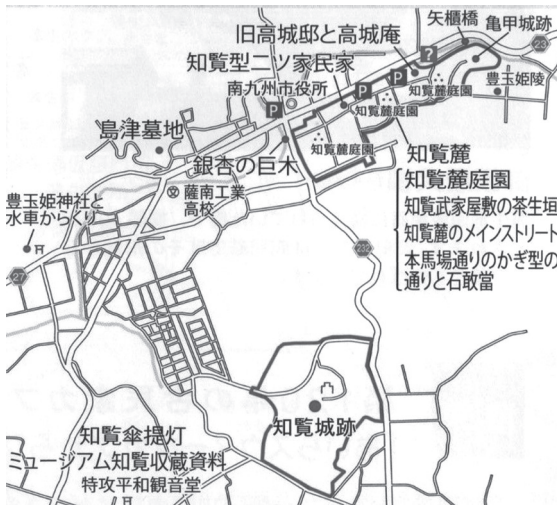 矢櫃橋
亀甲城跡
23
旧高城邸と高城庵
?
知覧型二ツ家民家
P
P
豊玉姫陵
南九州市役所
P
知覧麓庭園
知覧麓庭園
島津墓地
銀杏の巨木
知覧麓
知覧麓庭園
知覧武家屋敷の茶生垣
知覧麓のメインストリート
本馬場通りのかぎ型の
通りと石敢當
文
薩南工業
高校
豊玉姫神社と
水車からくり
27
232
知覧城跡
知覧傘提灯
ミュージアム知覧収蔵資料
特攻平和観音堂